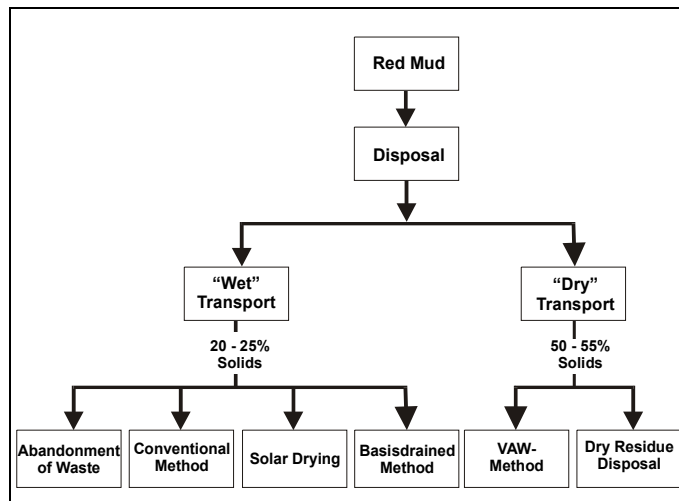 Red Mud
Disposal
“Wet”
Transport
“Dry”
Transport
20 - 25%
Solids
50 - 55%
Solids
Abandonment
of Waste
Conventional
Method
Solar Drying
Basisdrained
Method
VAW-
Method
Dry Residue
Disposal